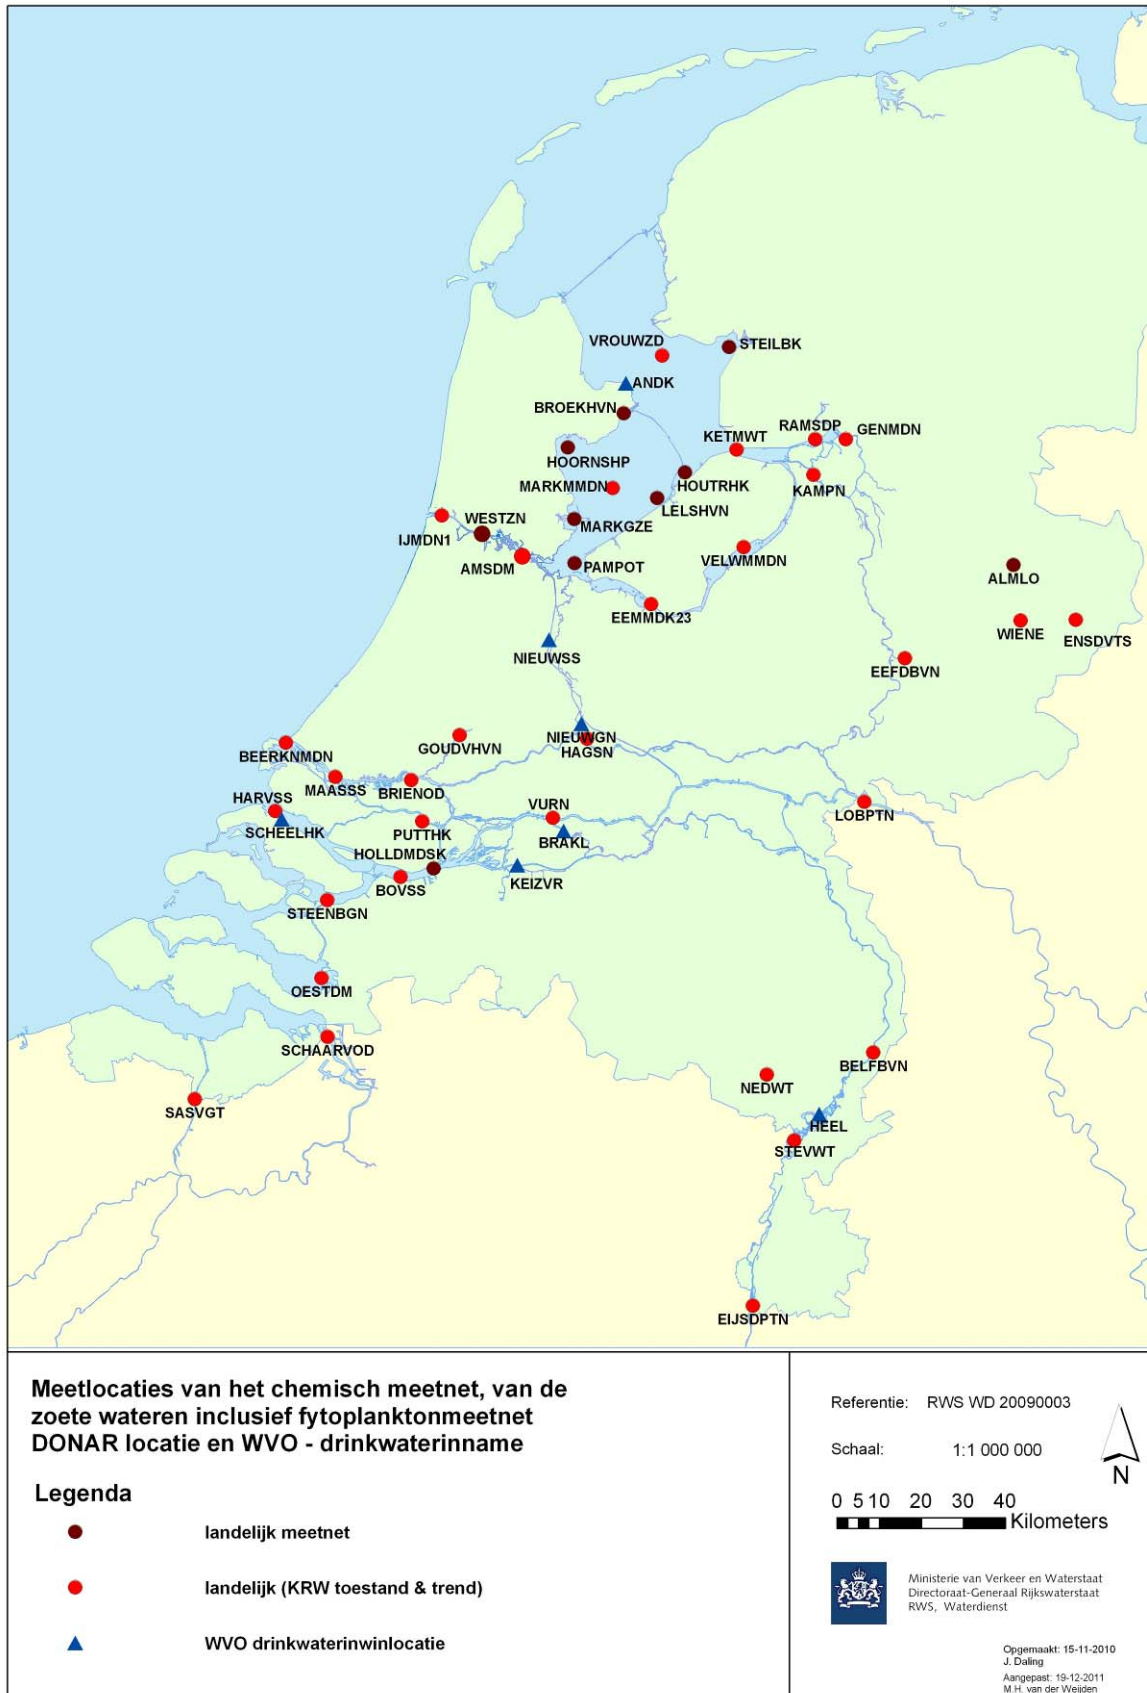 VROUWZD
STEILBK
ANDK
BROEKHVN
RAMSDP
GENMDN
KETMWT
HOORNSHP
HOUTRHK
MARKMMDN
KAMPN
LELSHVN
WESTZN
MARKGZE
IJMDN1
AMSDM
PAMPOT
VELWMMDN
ALMLO
EEMMDK23
WIENE
ENSDVTS
NIEUWSS
EEFDBVN
NIEUWGN
HAGSN
GOUDVHVN
BEERKNMDN
MAASSS
BRIENOD
HARVSS
VURN
LOBPTN
SCHEELHK
PUTTHK
BRAKL
HOLLDMDSK
KEIZVR
BOVSS
STEENBGN
OESTDM
SCHAARVOD
BELFBVN
NEDWT
SASVGT
HEEL
STEVWT
EIJSDPTN
Meetlocaties van het chemisch meetnet, van de
zoete wateren inclusief fytoplanktonmeetnet
DONAR locatie en WVO - drinkwaterinname
Legenda
landelijk meetnet
landelijk (KRW toestand & trend)
WVO drinkwaterinwinlocatie
Referentie: RWS WD 20090003
Schaal: 1:1 000 000
N
0 5 10 20 30 40
Kilometers
Ministerie van Verkeer en Waterstaat
Directoraat-Generaal Rijkswaterstaat
RWS, Waterdienst
Opgemaakt: 15-11-2010
J. Daling
Aangepast: 19-12-2011
M.H. van der Weijden